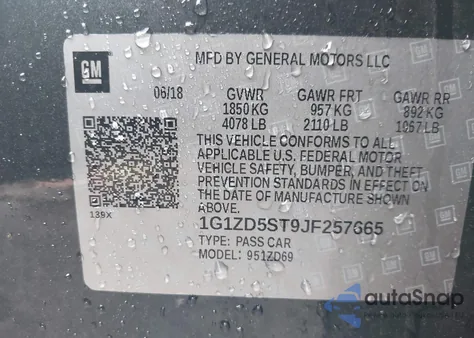 GM
MFD BY GENERAL MOTORS LLC
06/18 GVWR GAWR FRT GAWR RR
1850 KG 957 KG 892 KG
4078 LB 2110 LB 1967 LB
THIS VEHICLE CONFORMS TO ALL
APPLICABLE U.S. FEDERAL MOTOR
VEHICLE SAFETY, BUMPER, AND THEFT
PREVENTION STANDARDS IN EFFECT ON
THE DATE OF MANUFACTURE SHOWN
ABOVE.
139X
1G1ZD5ST9JF257665
TYPE: PASS CAR
MODEL: 951ZD69
autoSnap